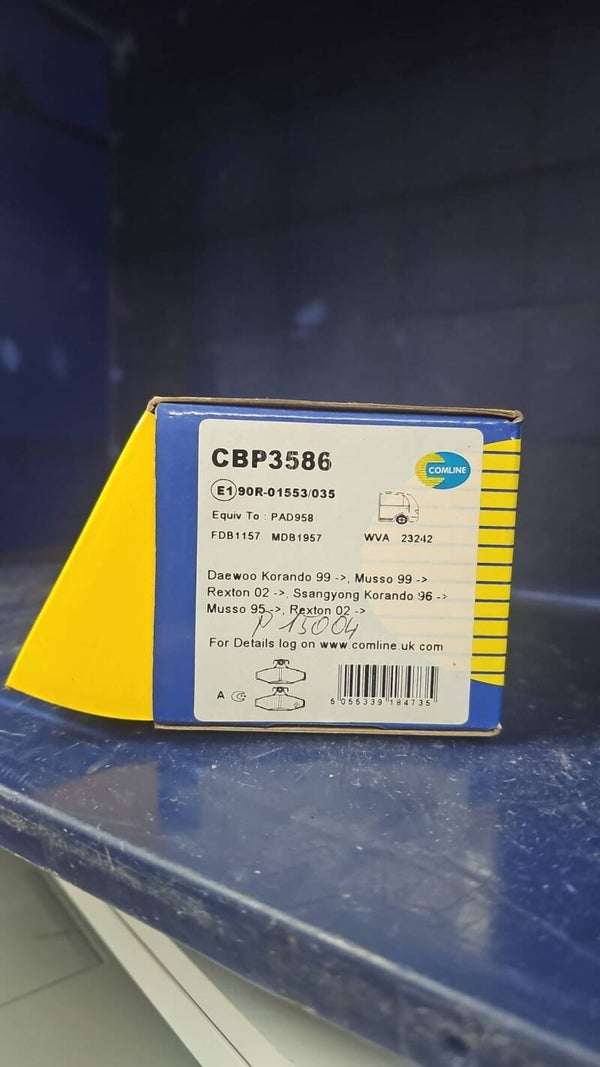 CBP3586
COMLINE
E1 90R-01553/035
Equiv To : PAD958
FDB1157 MDB1957 WVA 23242
Daewoo Korando 99 ->, Musso 99 ->
Rexton 02 ->, Ssangyong Korando 96 ->
Musso 95 ->, Rexton 02 ->
P 15004
For Details log on www.comline.uk.com
A
5 055339 184735